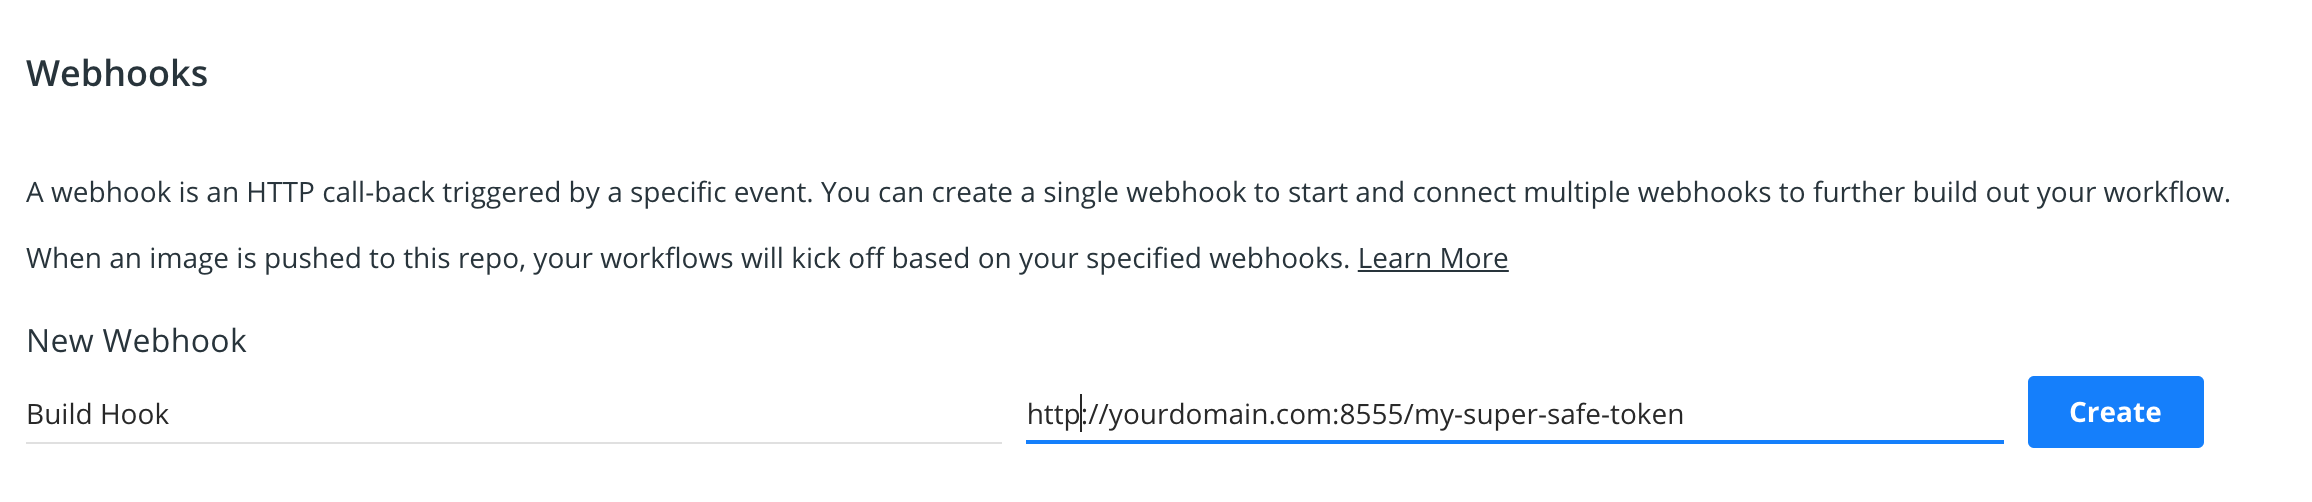 Webhooks
A webhook is an HTTP call-back triggered by a specific event. You can create a single webhook to start and connect multiple webhooks to further build out your workflow.
When an image is pushed to this repo, your workflows will kick off based on your specified webhooks. Learn More
New Webhook
Build Hook
http://yourdomain.com:8555/my-super-safe-token
Create